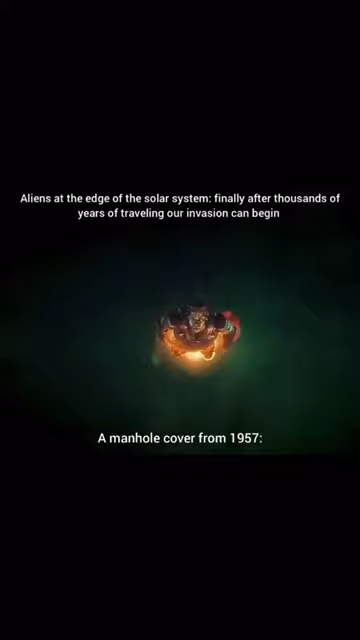 Aliens at the edge of the solar system: finally after thousands of
years of traveling our invasion can begin
A manhole cover from 1957: